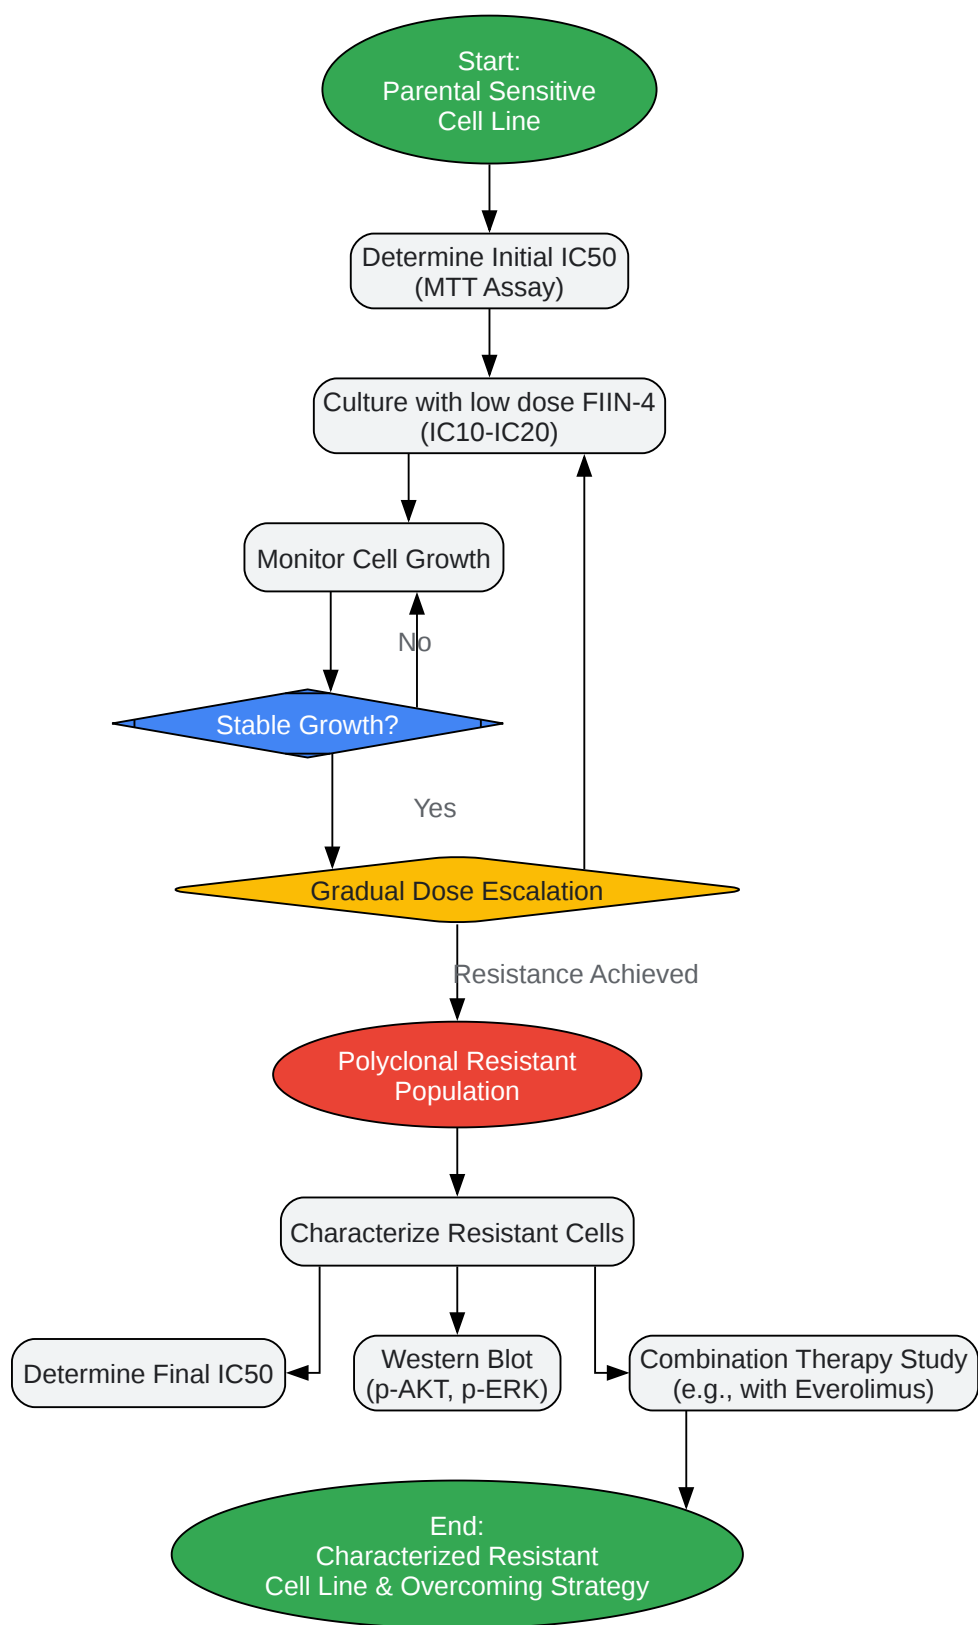 Start:
Parental Sensitive
Cell Line
Determine Initial IC50
(MTT Assay)
Culture with low dose FIIN-4
(IC10-IC20)
Monitor Cell Growth
No
Stable Growth?
Yes
Gradual Dose Escalation
Resistance Achieved
Polyclonal Resistant
Population
Characterize Resistant Cells
Determine Final IC50
Western Blot
(p-AKT, p-ERK)
Combination Therapy Study
(e.g., with Everolimus)
End:
Characterized Resistant
Cell Line & Overcoming Strategy